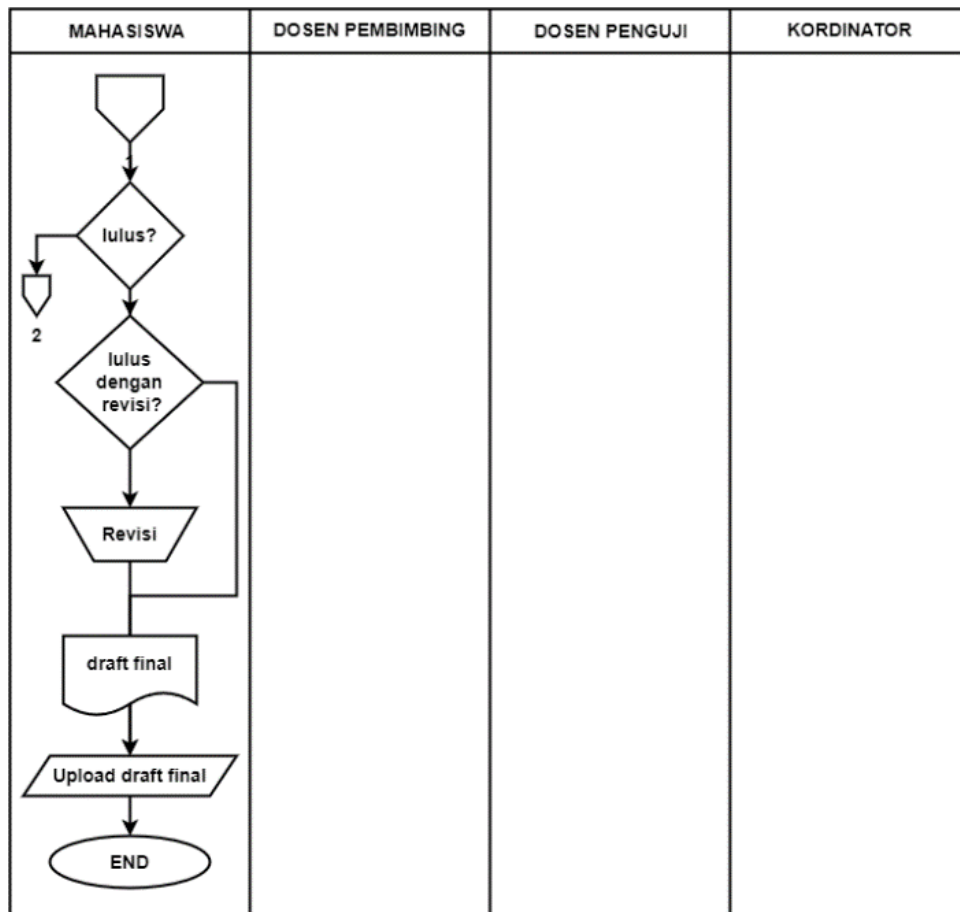 MAHASISWA
DOSEN PEMBIMBING
DOSEN PENGUJI
KORDINATOR
1
lulus?
2
lulus
dengan
revisi?
Revisi
draft final
Upload draft final
END